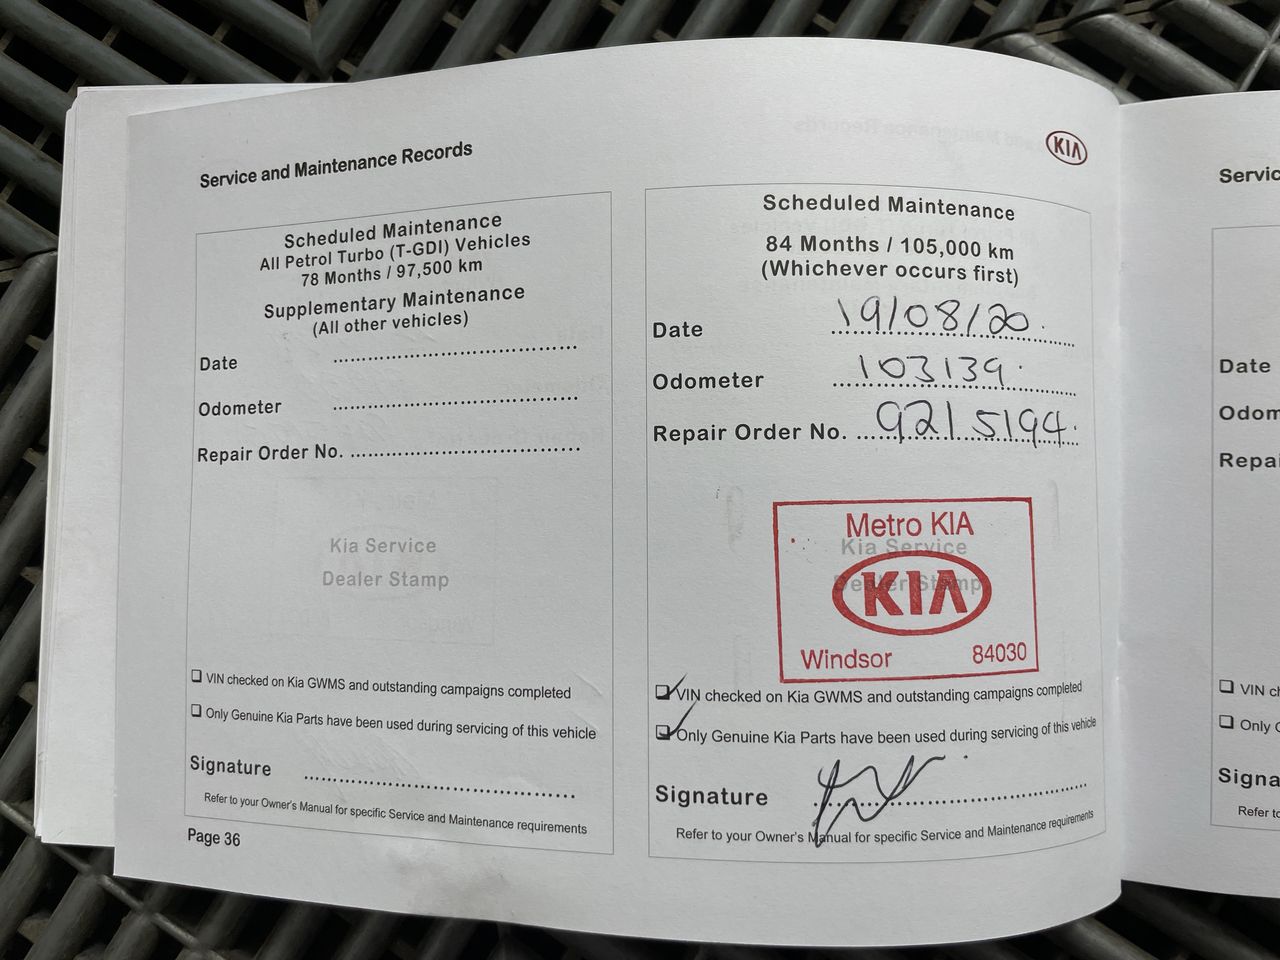 Service and Maintenance Records
KIA
Scheduled Maintenance
All Petrol Turbo (T-GDI) Vehicles
78 Months / 97,500 km
Supplementary Maintenance
(All other vehicles)
Date
Odometer
Repair Order No.
Kia Service
Dealer Stamp
❑ VIN checked on Kia GWMS and outstanding campaigns completed
❑ Only Genuine Kia Parts have been used during servicing of this vehicle
Signature
Refer to your Owner's Manual for specific Service and Maintenance requirements
Page 36
Scheduled Maintenance
84 Months / 105,000 km
(Whichever occurs first)
Date 19/08/20
Odometer 103139
Repair Order No. 9215194
Metro KIA
Kia Service
Dealer Stamp
KIA
Windsor 84030
VIN checked on Kia GWMS and outstanding campaigns completed
Only Genuine Kia Parts have been used during servicing of this vehicle
Signature
Refer to your Owner's Manual for specific Service and Maintenance requirements
Servic
Date
Odom
Repai
❑ VIN ch
❑ Only G
Signa
Refer to